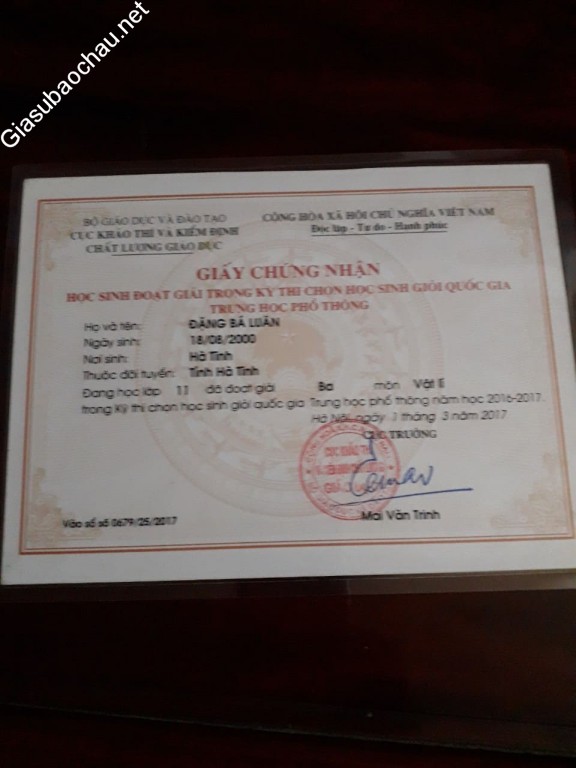 Giasubaochau.net
BỘ GIÁO DỤC VÀ ĐÀO TẠO
CỤC KHẢO THÍ VÀ KIỂM ĐỊNH
CHẤT LƯỢNG GIÁO DỤC
CỘNG HÒA XÃ HỘI CHỦ NGHĨA VIỆT NAM
Độc lập - Tự do - Hạnh phúc
GIẤY CHỨNG NHẬN
HỌC SINH ĐOẠT GIẢI TRONG KỲ THI CHỌN HỌC SINH GIỎI QUỐC GIA
TRUNG HỌC PHỔ THÔNG
Họ và tên: ĐẶNG BÁ LUÂN
Ngày sinh: 18/08/2000
Nơi sinh: Hà Tĩnh
Thuộc đội tuyển: Tỉnh Hà Tĩnh
Đang học lớp 11 đã đoạt giải Ba môn Vật lí
trong Kỳ thi chọn học sinh giỏi quốc gia Trung học phổ thông năm học 2016-2017.
Hà Nội, ngày 1 tháng 3 năm 2017
CỤC TRƯỞNG
CỤC KHẢO THÍ
Mai Văn Trinh
Vào sổ số 0679/25/2017